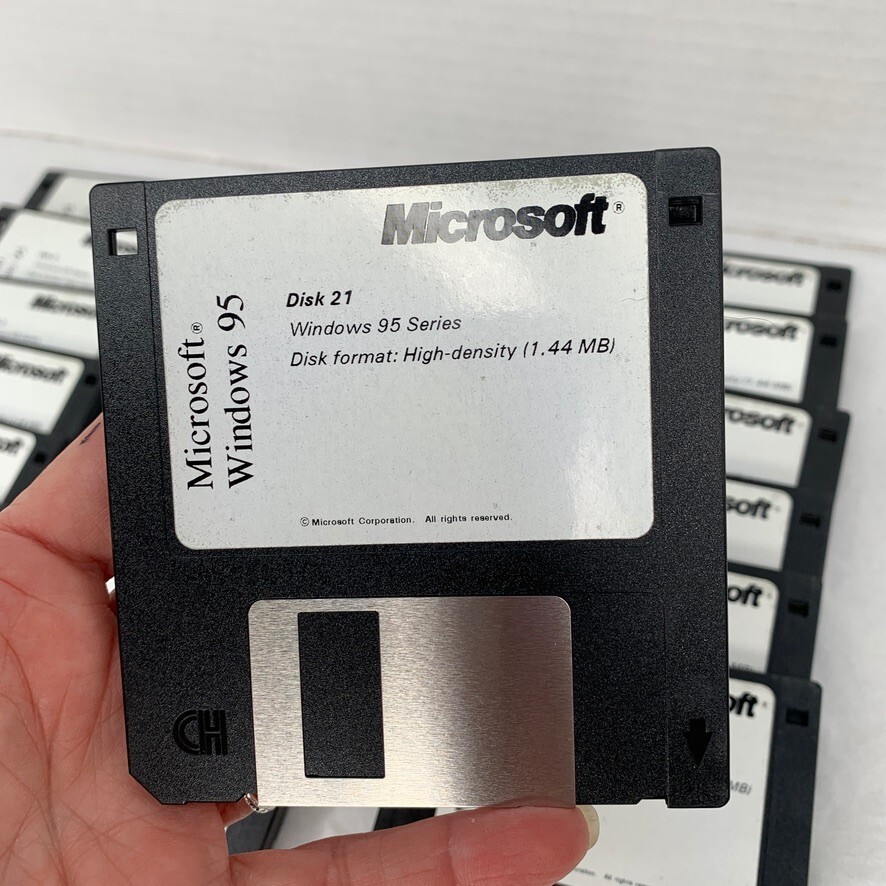 Microsoft®
Disk 21
Windows 95 Series
Disk format: High-density (1.44 MB)
Microsoft®
Windows 95
© Microsoft Corporation. All rights reserved.
Microsoft